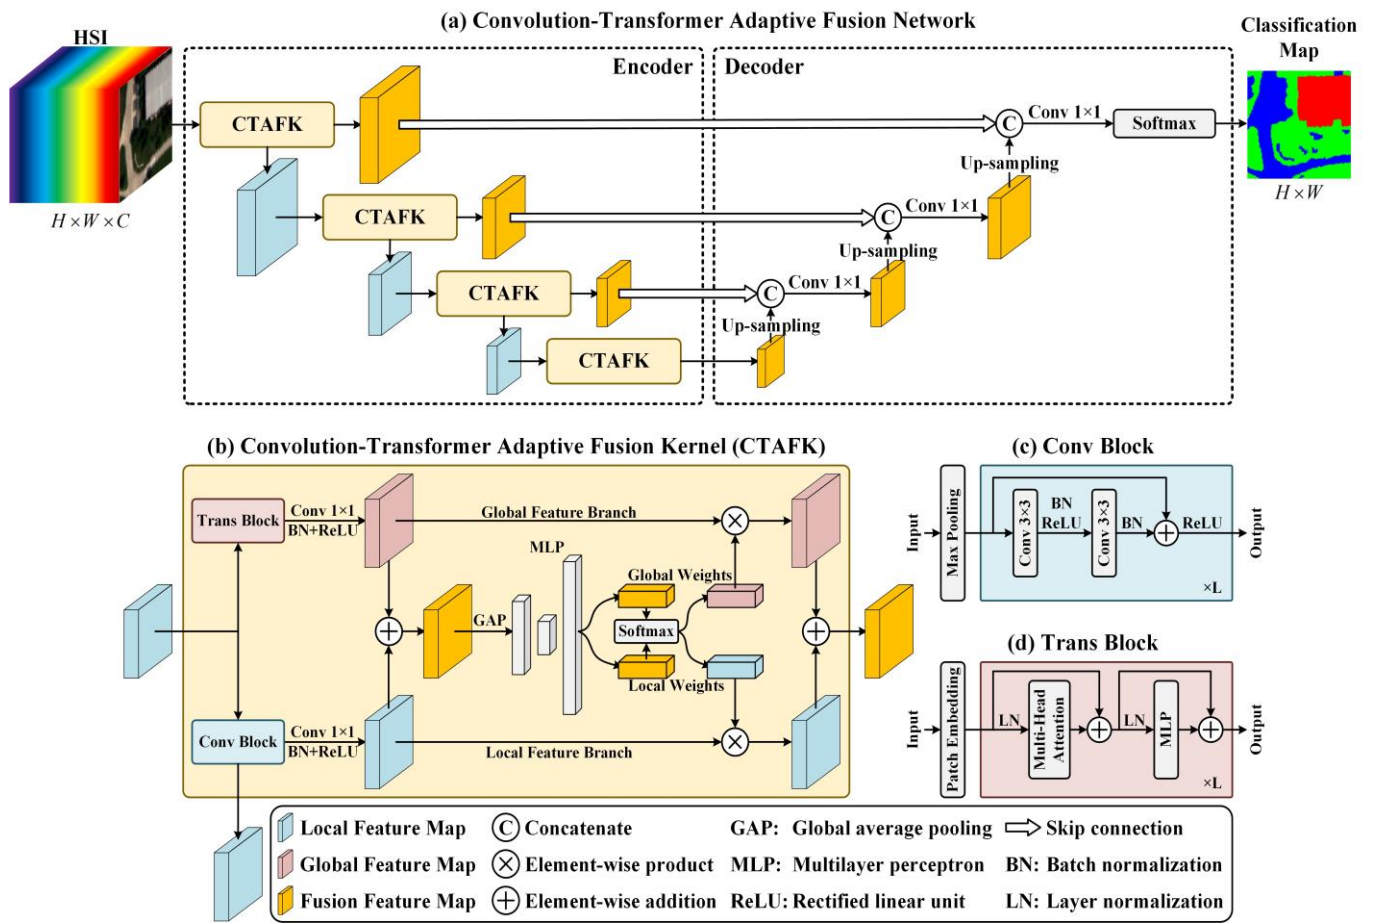 (a) Convolution-Transformer Adaptive Fusion Network
HSI
Classification
Map
Encoder
Decoder
CTAFK
C
Conv 1×1
Softmax
Up-sampling
H×W×C
CTAFK
C
Conv 1×1
H×W
Up-sampling
CTAFK
C
Conv 1×1
Up-sampling
CTAFK
(b) Convolution-Transformer Adaptive Fusion Kernel (CTAFK)
Trans Block
Conv 1×1
BN+ReLU
Global Feature Branch
MLP
Global Weights
GAP
Softmax
Local Weights
Conv Block
Conv 1×1
BN+ReLU
Local Feature Branch
(c) Conv Block
Input
Max Pooling
Conv 3×3
BN
ReLU
Conv 3×3
BN
ReLU
Output
×L
(d) Trans Block
Input
Patch Embedding
LN
Multi-Head
Attention
LN
MLP
Output
×L
Local Feature Map
C Concatenate
GAP: Global average pooling
Skip connection
Global Feature Map
Element-wise product
MLP: Multilayer perceptron
BN: Batch normalization
Fusion Feature Map
Element-wise addition
ReLU: Rectified linear unit
LN: Layer normalization